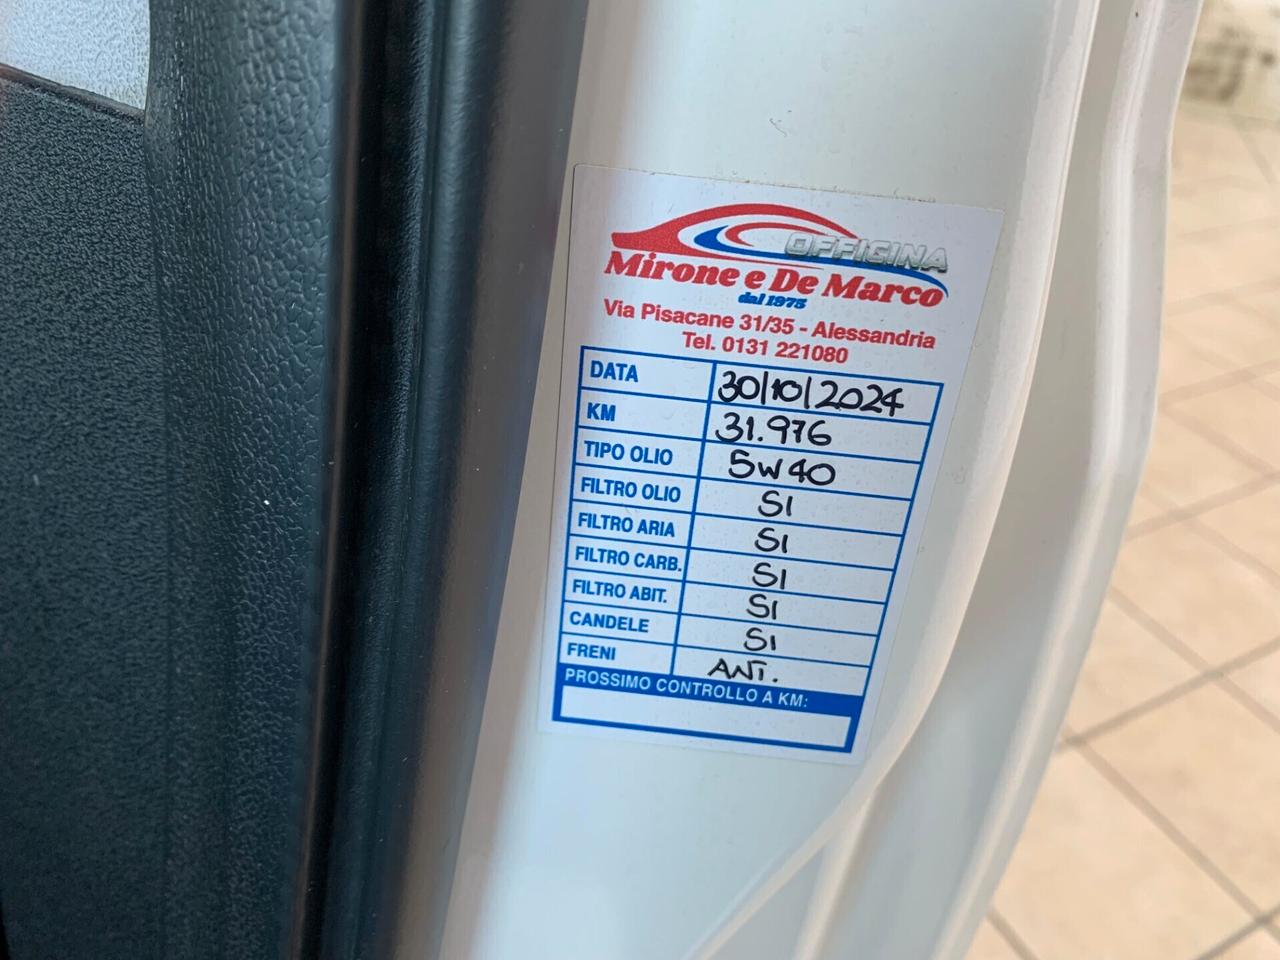 OFFICINA
Mirone e De Marco
dal 1975
Via Pisacane 31/35 - Alessandria
Tel. 0131 221080
DATA 30/10/2024
KM 31.976
TIPO OLIO 5W40
FILTRO OLIO SI
FILTRO ARIA SI
FILTRO CARB. SI
FILTRO ABIT. SI
CANDELE SI
FRENI ANT.
PROSSIMO CONTROLLO A KM: